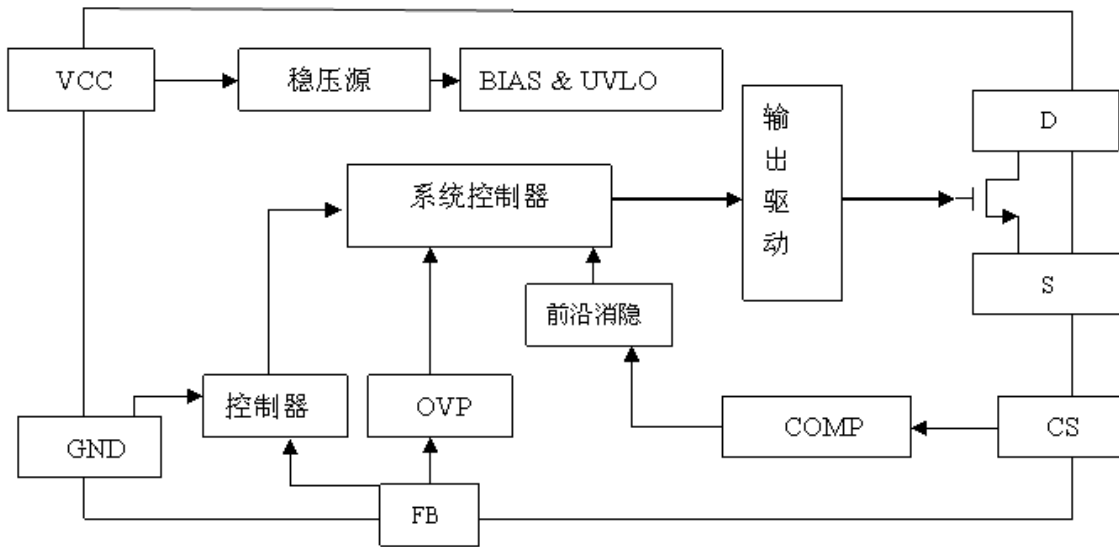 VCC
稳压源
BIAS & UVLO
输出驱动
D
系统控制器
S
前沿消隐
控制器
OVP
COMP
CS
GND
FB